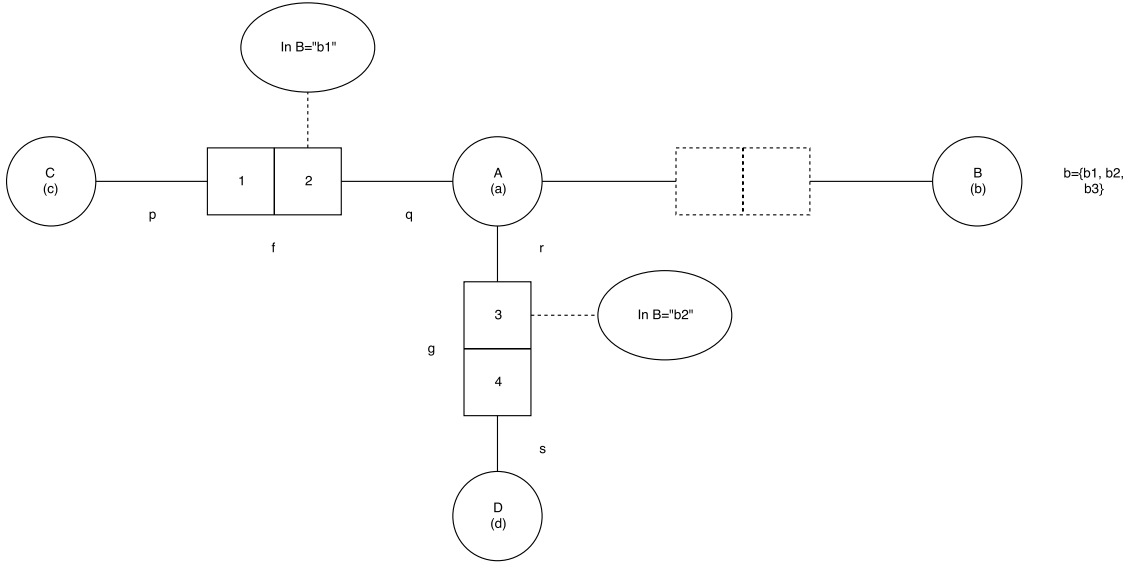 In B="b1"
C
(c)
1
2
A
(a)
B
(b)
b={b1, b2,
b3}
p
q
f
r
3
In B="b2"
g
4
s
D
(d)